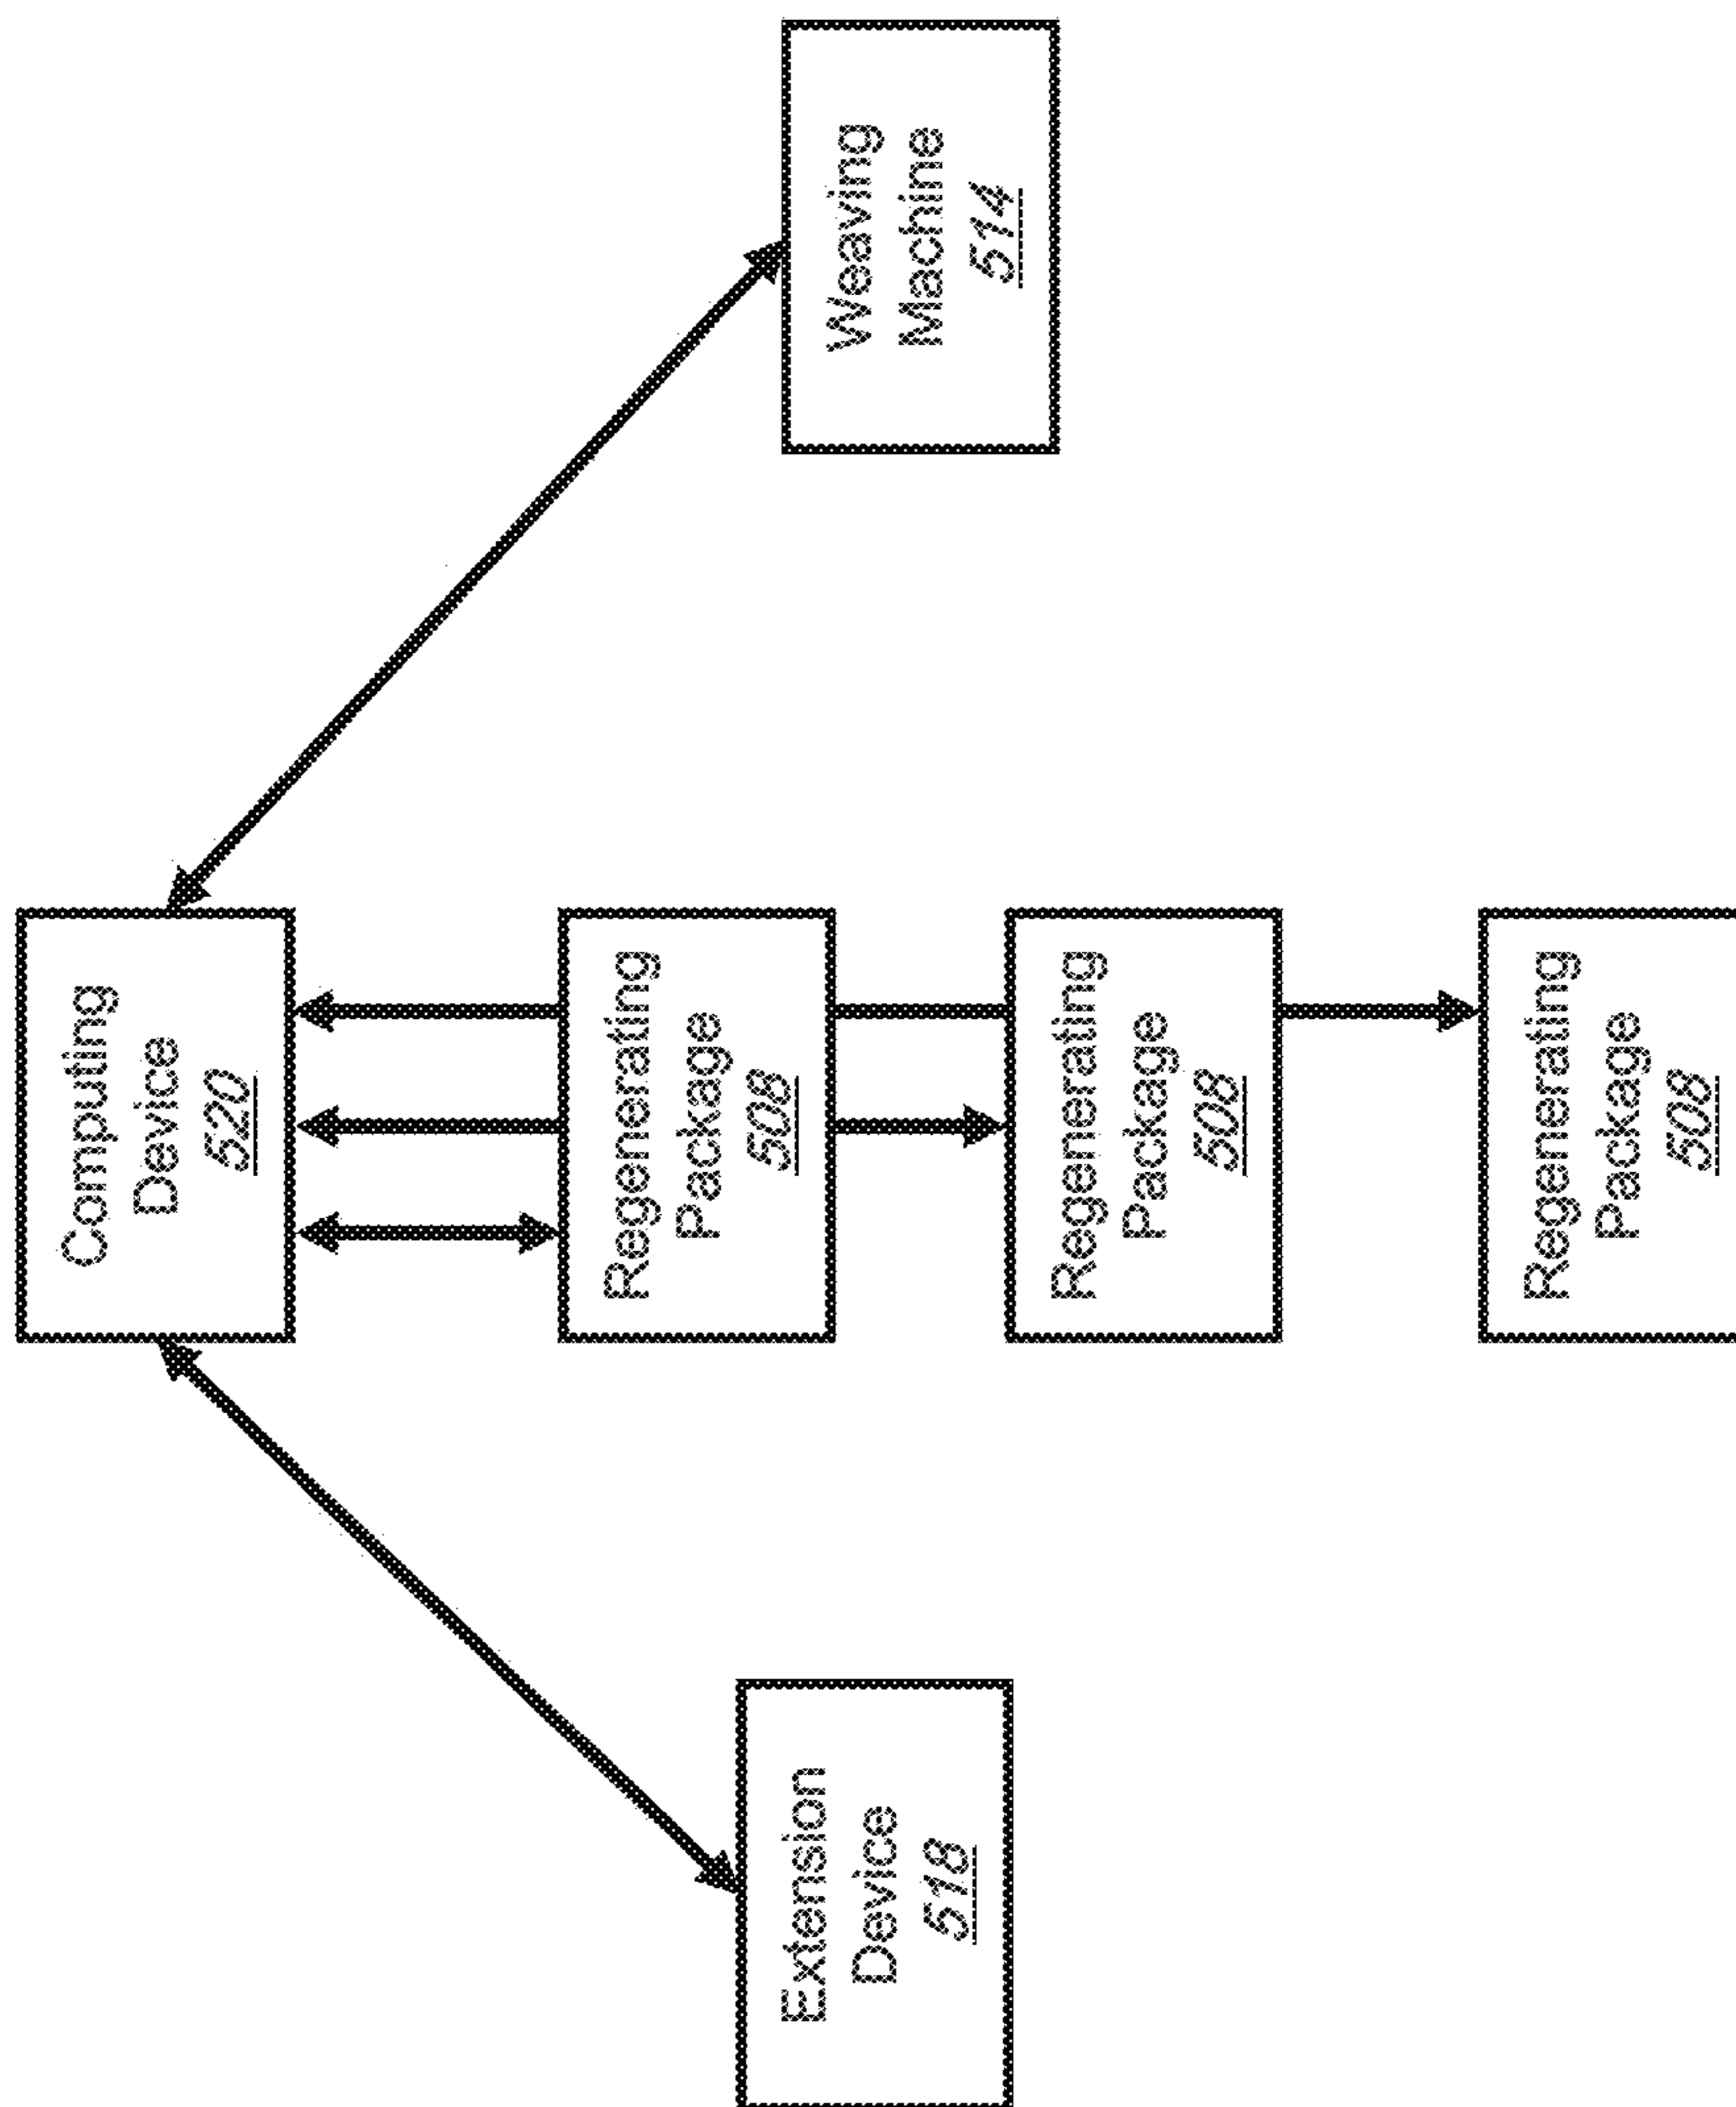 Computing
Device
520
Regenerating
Package
508
Regenerating
Package
508
Regenerating
Package
508
Extension
Device
518
Weaving
Machine
514